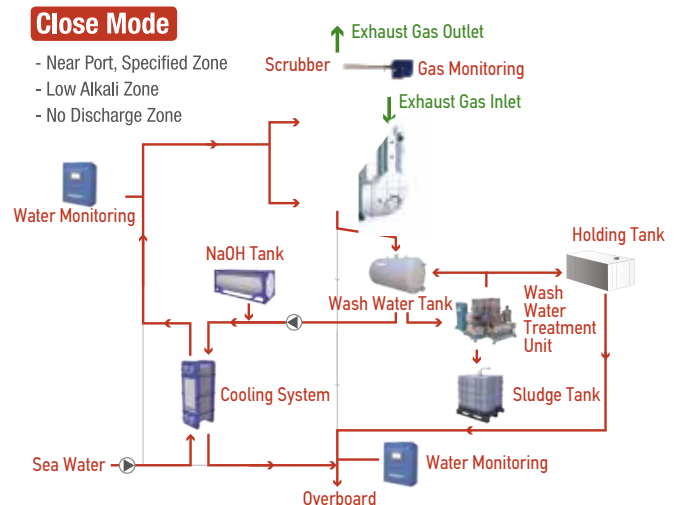 Close Mode
- Near Port, Specified Zone
- Low Alkali Zone
- No Discharge Zone
Exhaust Gas Outlet
Scrubber
Gas Monitoring
Exhaust Gas Inlet
Water Monitoring
NaOH Tank
Holding Tank
Wash Water Tank
Wash
Water
Treatment
Unit
Cooling System
Sludge Tank
Sea Water
Water Monitoring
Overboard